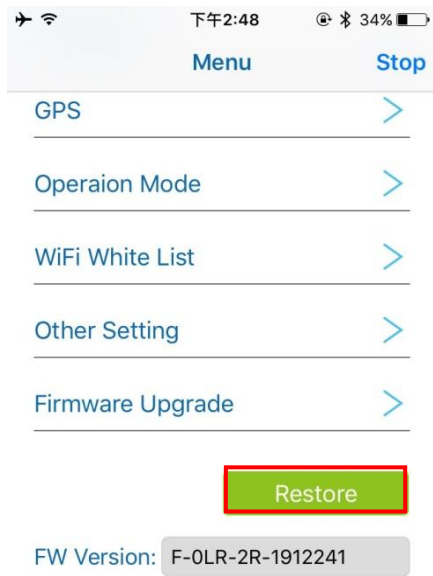 下午2:48 34%
Menu Stop
GPS
Operaion Mode
WiFi White List
Other Setting
Firmware Upgrade
Restore
FW Version: F-0LR-2R-1912241